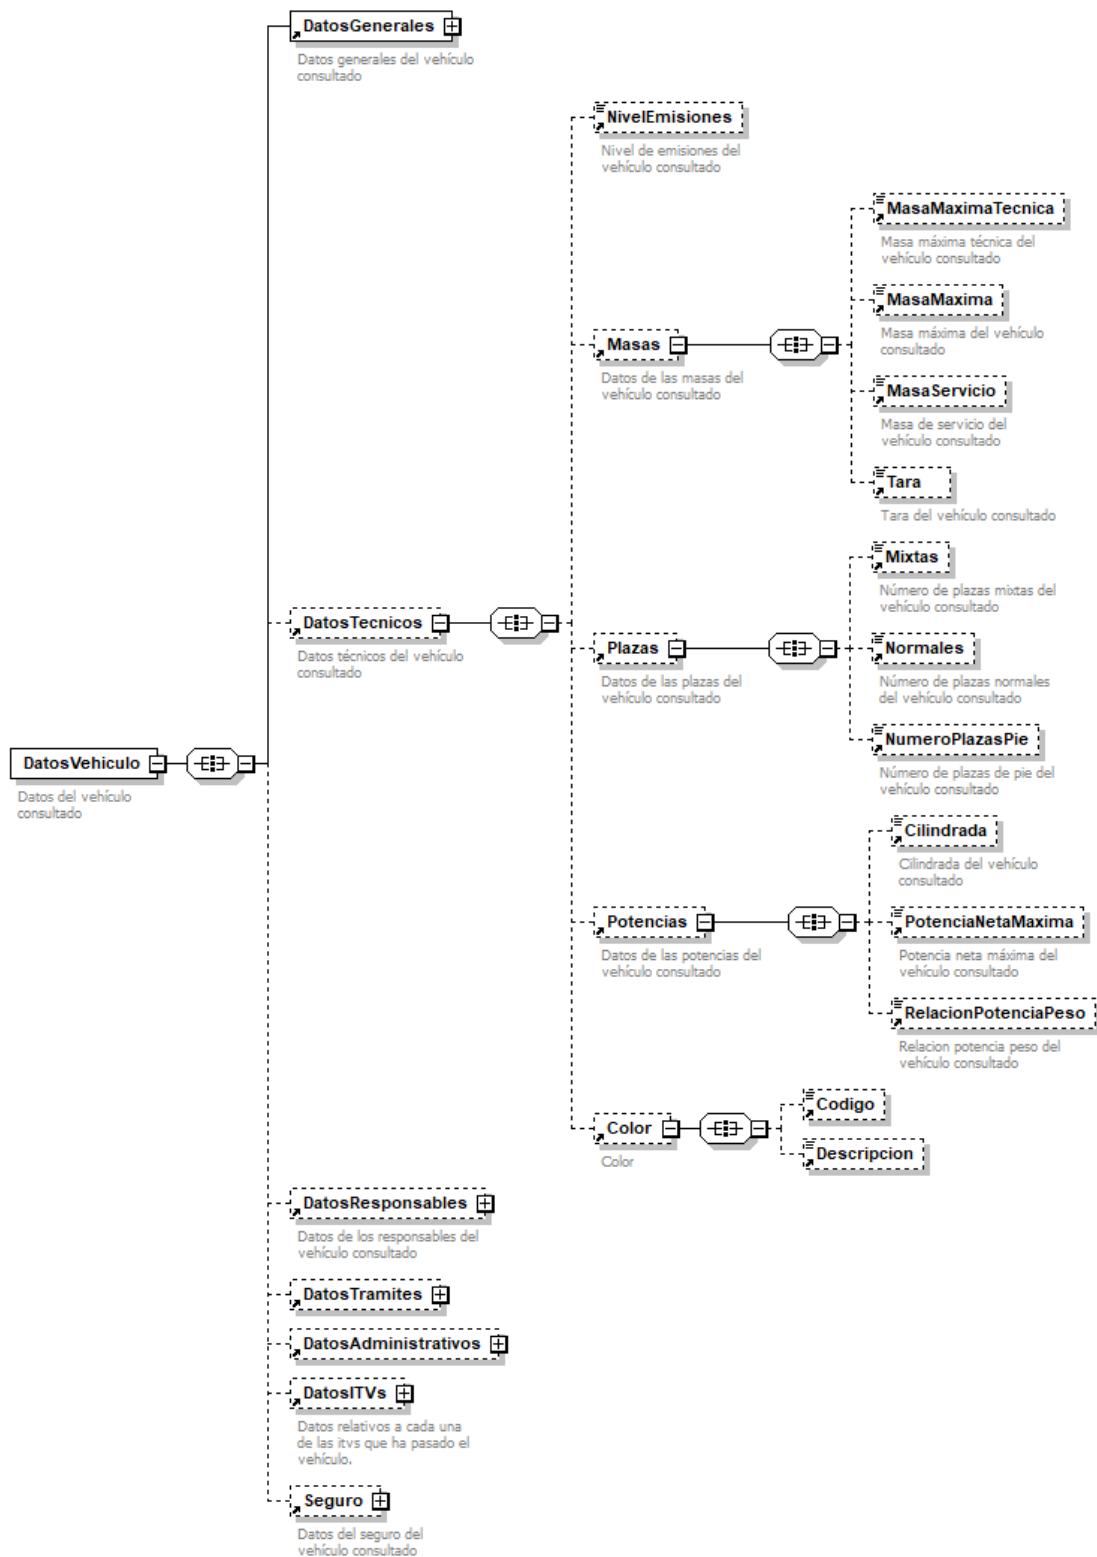 DatosGenerales
Datos generales del vehículo
consultado
NivelEmisiones
Nivel de emisiones del
vehículo consultado
MasaMaximaTecnica
Masa máxima técnica del
vehículo consultado
MasaMaxima
Masa máxima del vehículo
consultado
Masas
Datos de las masas del
vehículo consultado
MasaServicio
Masa de servicio del
vehículo consultado
Tara
Tara del vehículo consultado
Mixtas
Número de plazas mixtas del
vehículo consultado
DatosTecnicos
Datos técnicos del vehículo
consultado
Plazas
Datos de las plazas del
vehículo consultado
Normales
Número de plazas normales
del vehículo consultado
NumeroPlazasPie
Número de plazas de pie del
vehículo consultado
DatosVehiculo
Datos del vehículo
consultado
Cilindrada
Cilindrada del vehículo
consultado
Potencias
Datos de las potencias del
vehículo consultado
PotenciaNetaMaxima
Potencia neta máxima del
vehículo consultado
RelacionPotenciaPeso
Relacion potencia peso del
vehículo consultado
Color
Color
Codigo
Descripcion
DatosResponsables
Datos de los responsables del
vehículo consultado
DatosTramites
DatosAdministrativos
DatosITVs
Datos relativos a cada una
de las itvs que ha pasado el
vehículo.
Seguro
Datos del seguro del
vehículo consultado